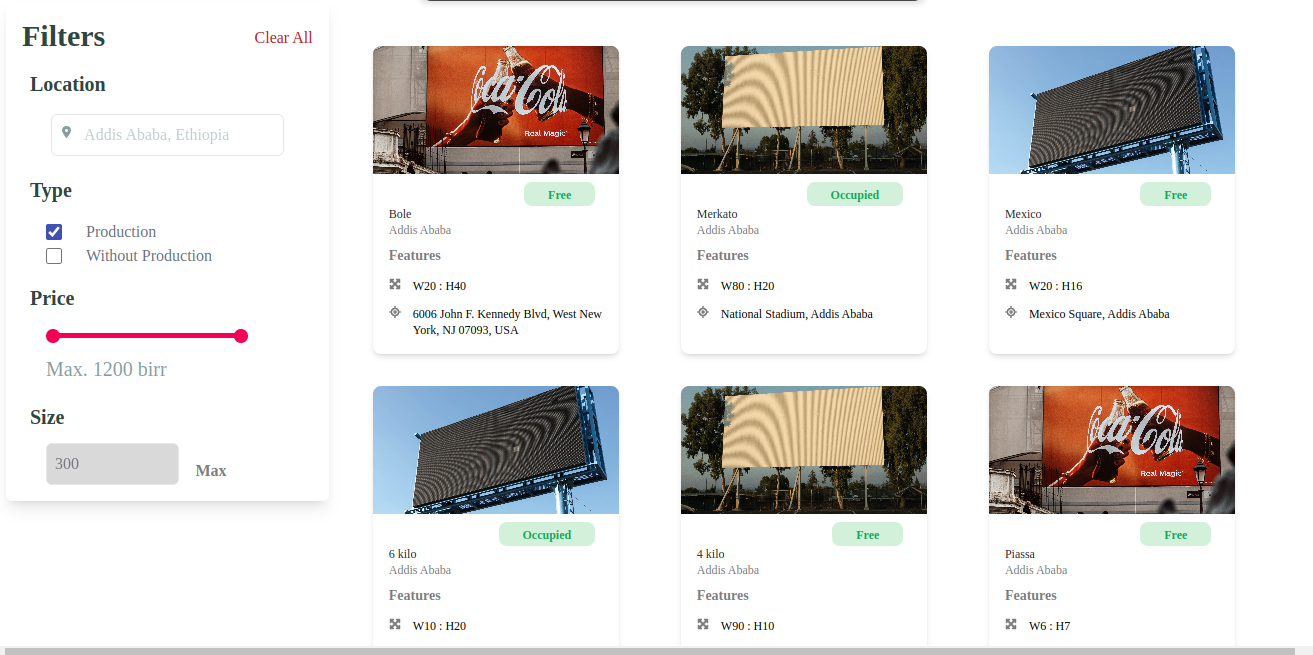 Filters
Clear All
Location
Addis Ababa, Ethiopia
Type
Production
Without Production
Price
Max. 1200 birr
Size
300
Max
Coca-Cola
Real Magic
Free
Bole
Addis Ababa
Features
W20 : H40
6006 John F. Kennedy Blvd, West New
York, NJ 07093, USA
Occupied
Merkato
Addis Ababa
Features
W80 : H20
National Stadium, Addis Ababa
Free
Mexico
Addis Ababa
Features
W20 : H16
Mexico Square, Addis Ababa
Occupied
6 kilo
Addis Ababa
Features
W10 : H20
Free
4 kilo
Addis Ababa
Features
W90 : H10
Coca-Cola
Real Magic
Free
Piassa
Addis Ababa
Features
W6 : H7